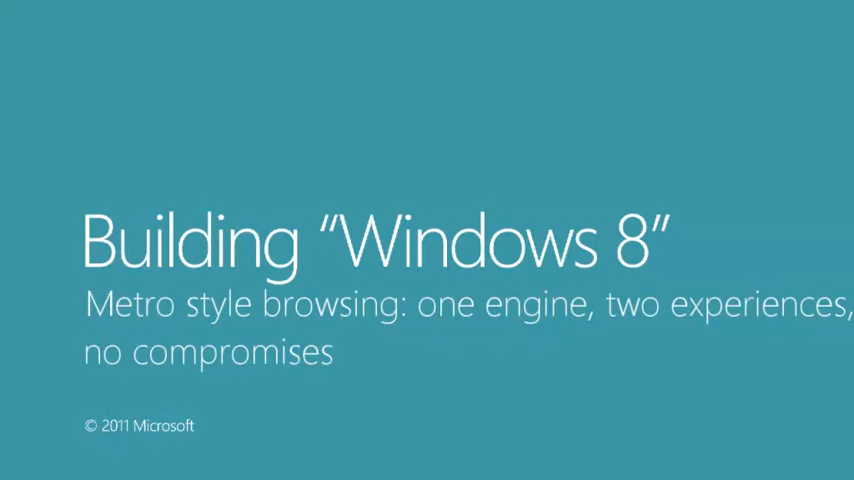 Building “Windows 8”
Metro style browsing: one engine, two experiences,
no compromises
© 2011 Microsoft